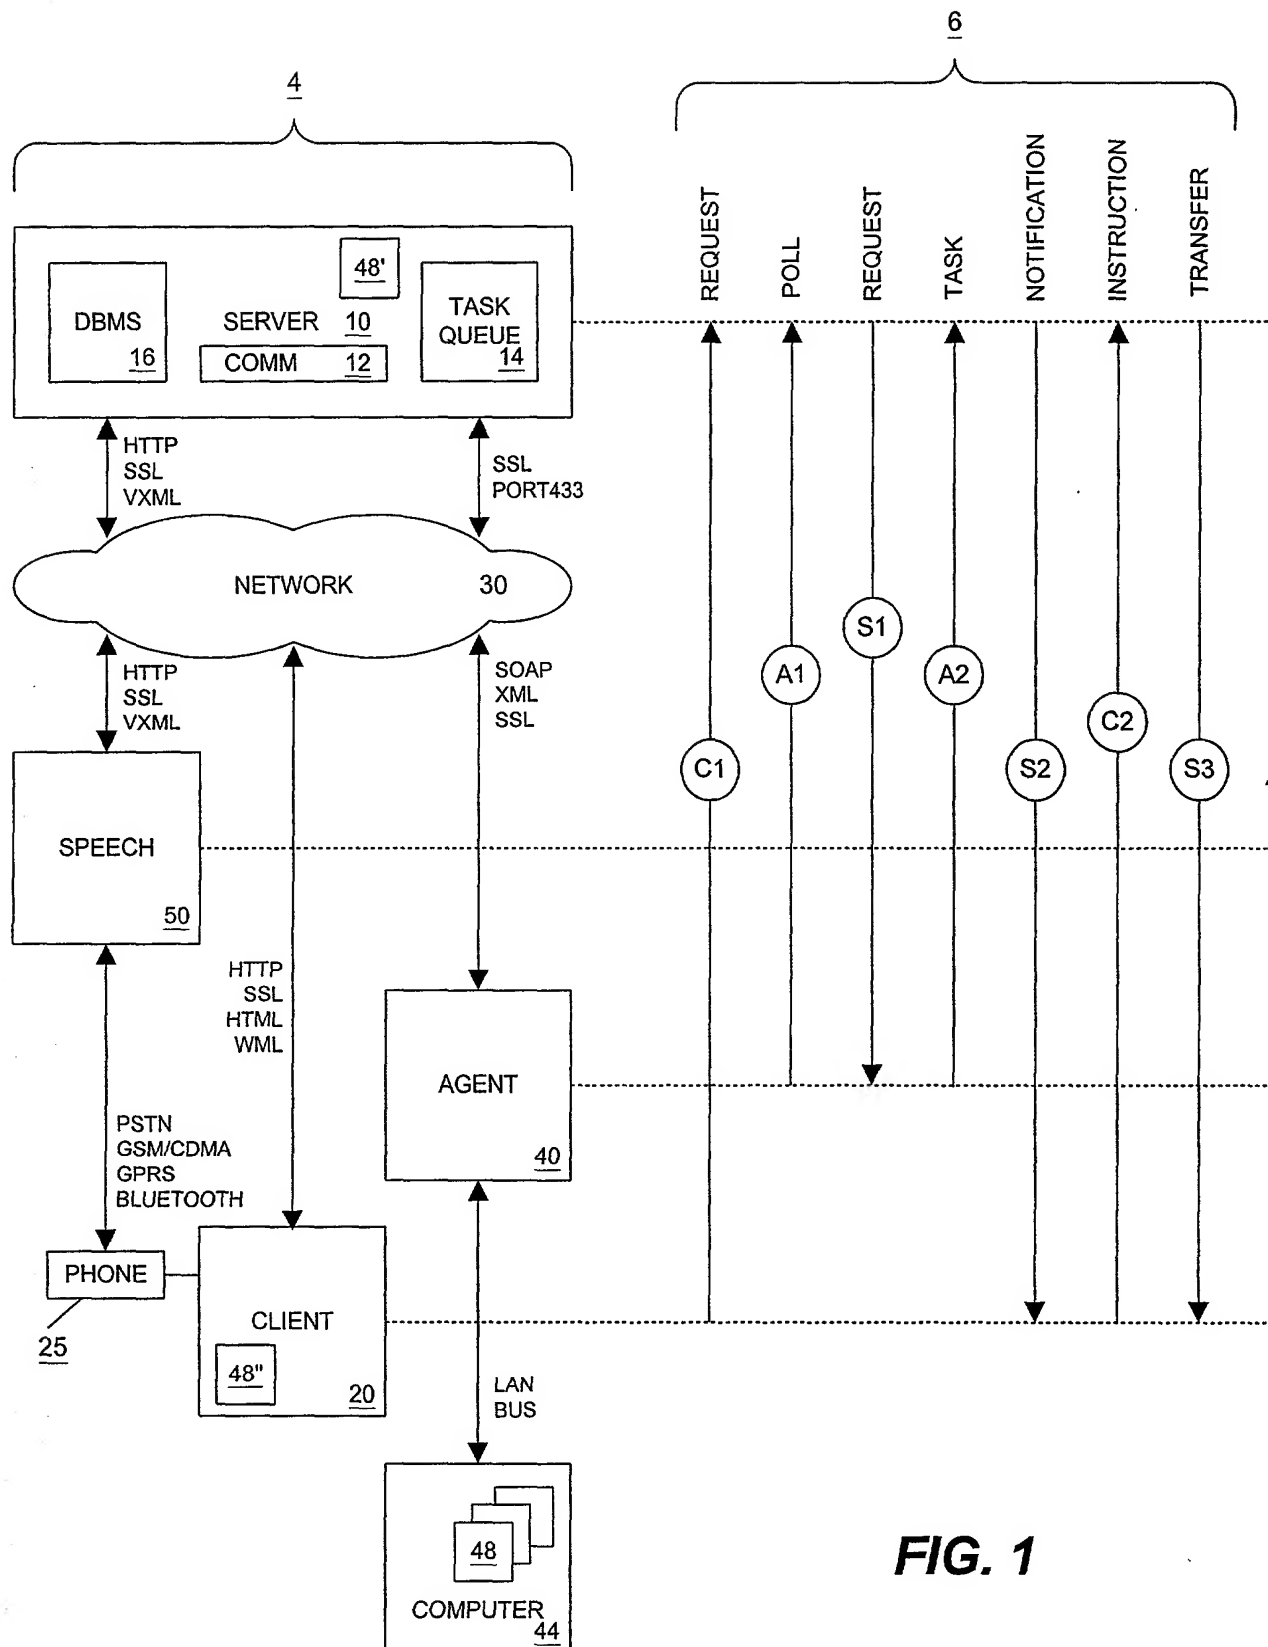 6
4
REQUEST
POLL
REQUEST
TASK
NOTIFICATION
INSTRUCTION
TRANSFER
48'
DBMS
16
SERVER 10
COMM 12
TASK
QUEUE
14
HTTP
SSL
VXML
SSL
PORT433
NETWORK 30
HTTP
SSL
VXML
SOAP
XML
SSL
S1
A1
A2
C2
C1
S2
S3
SPEECH
50
HTTP
SSL
HTML
WML
AGENT
40
PSTN
GSM/CDMA
GPRS
BLUETOOTH
PHONE
25
CLIENT
48"
20
LAN
BUS
48
COMPUTER
44
FIG. 1